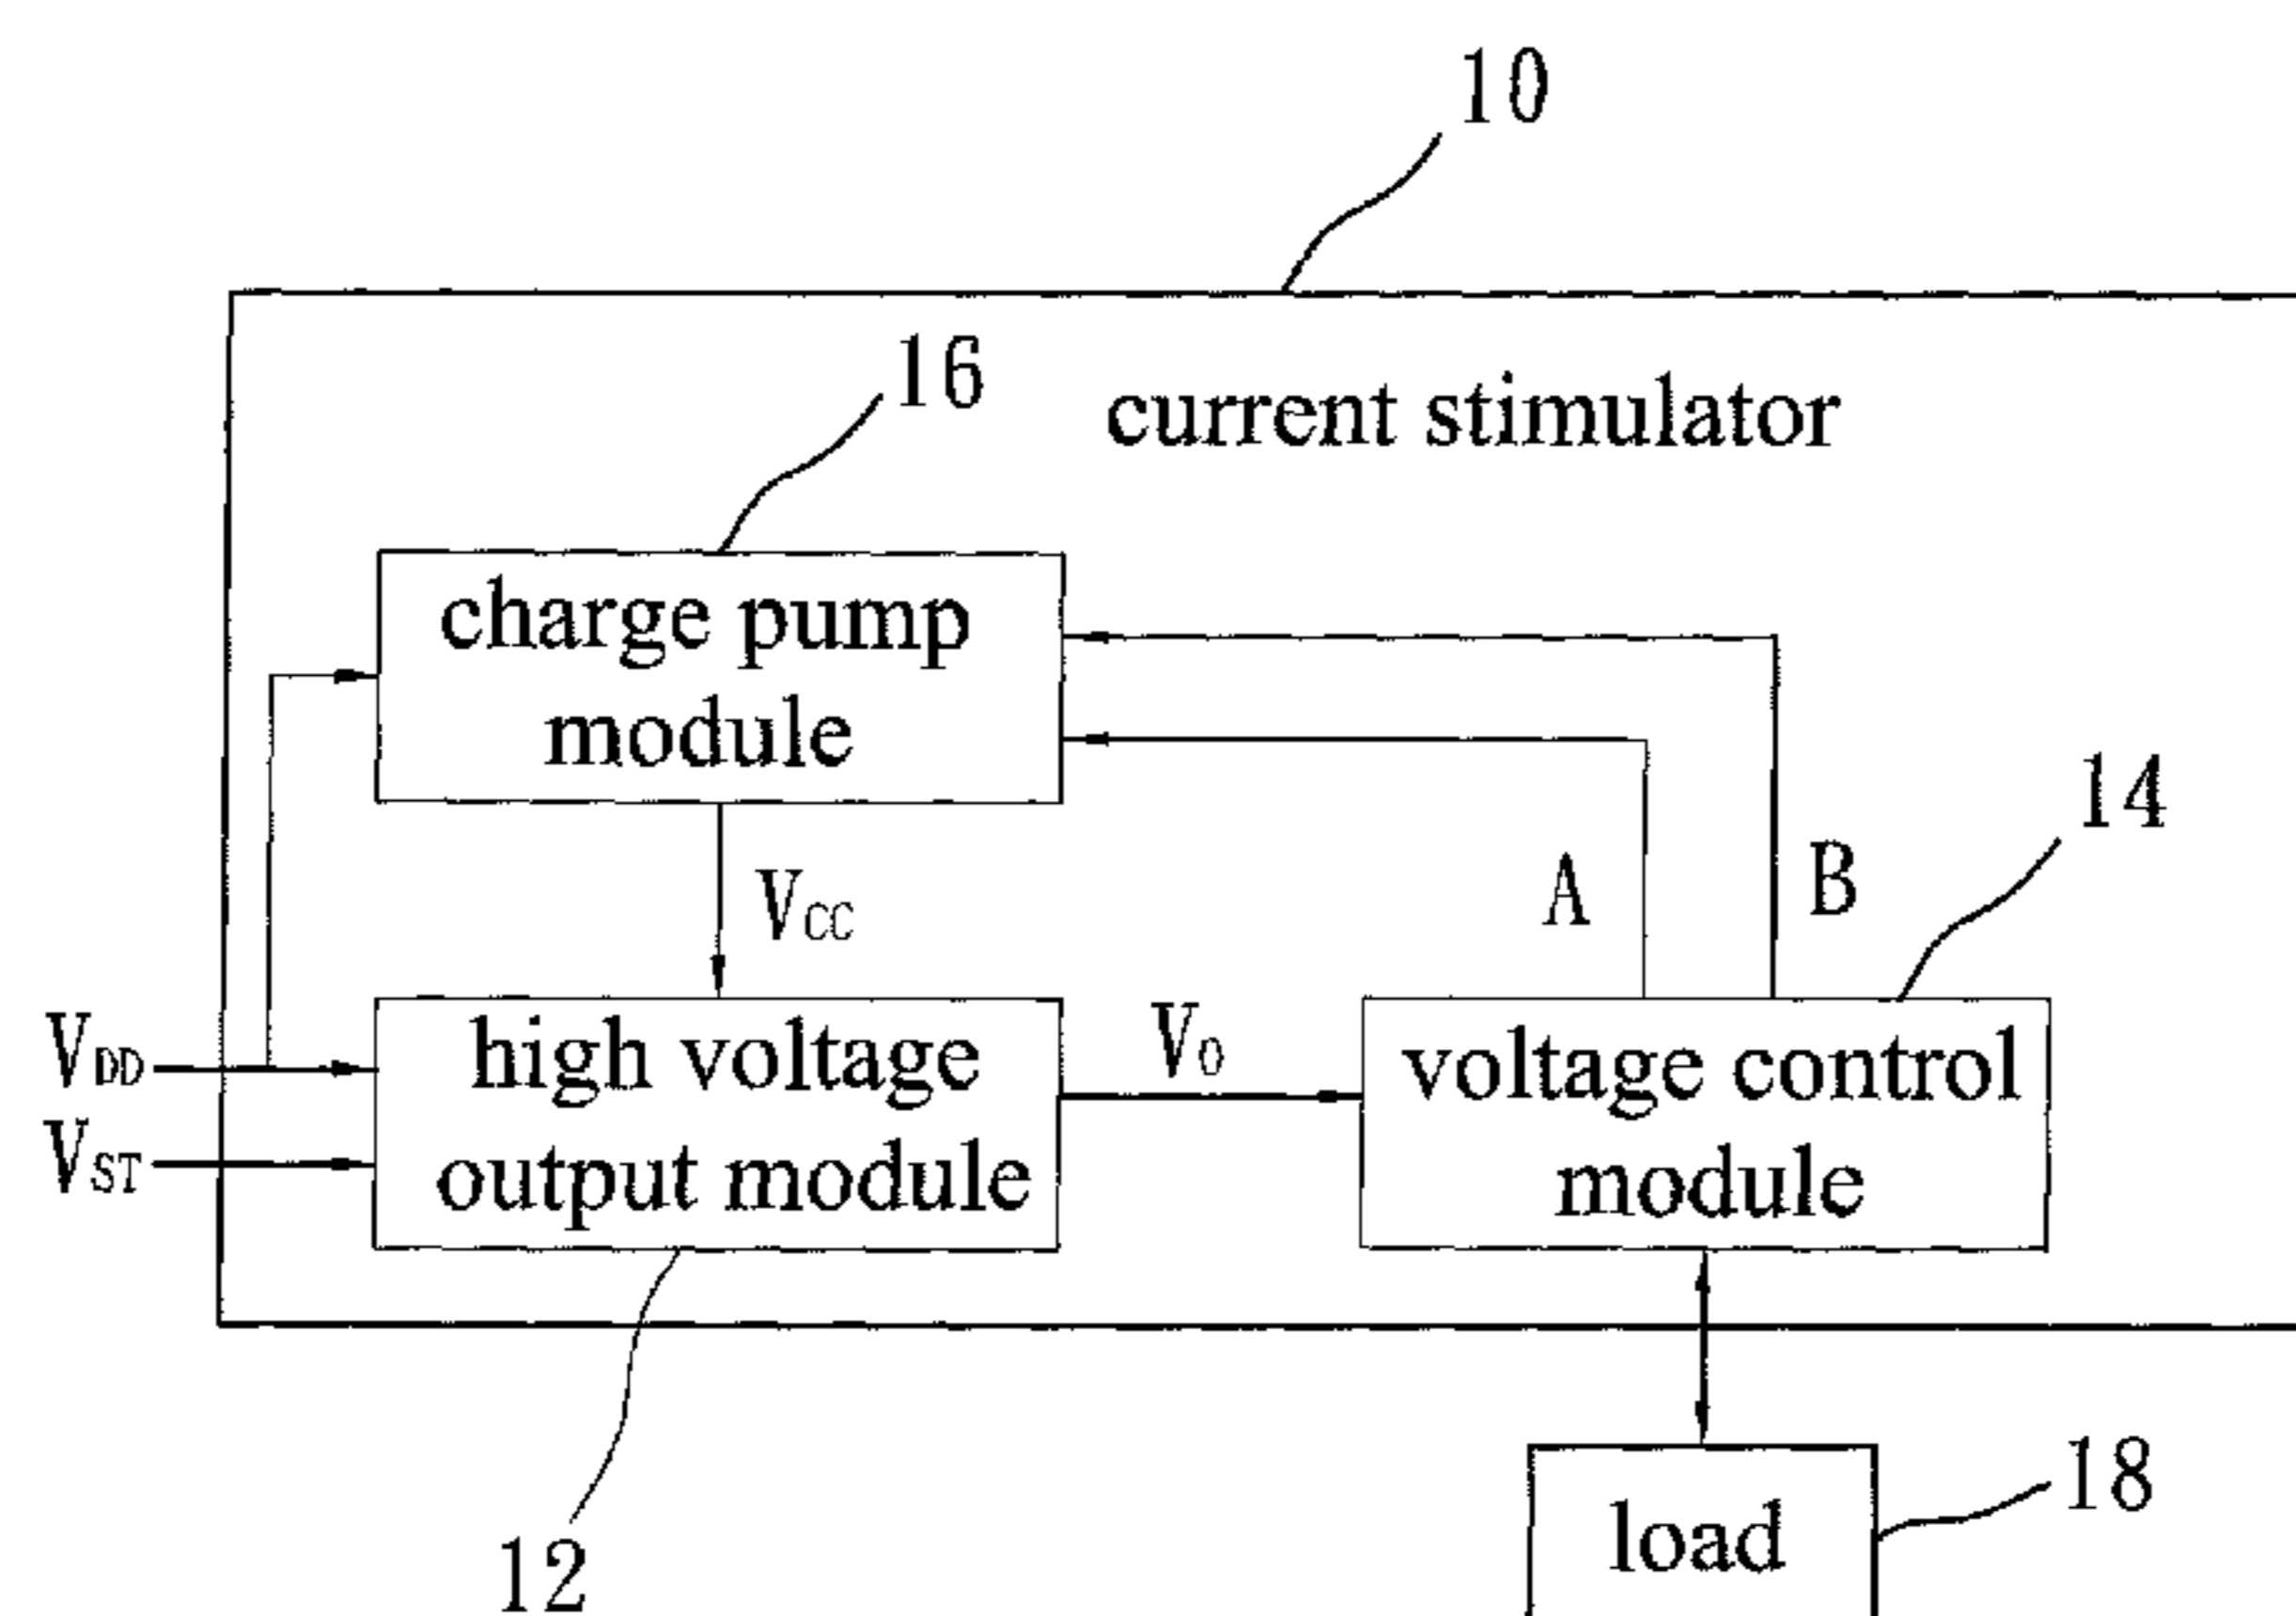 10
16
current stimulator
charge pump
module
14
A
B
VCC
VDD
VST
high voltage
output module
VO
voltage control
module
18
load
12